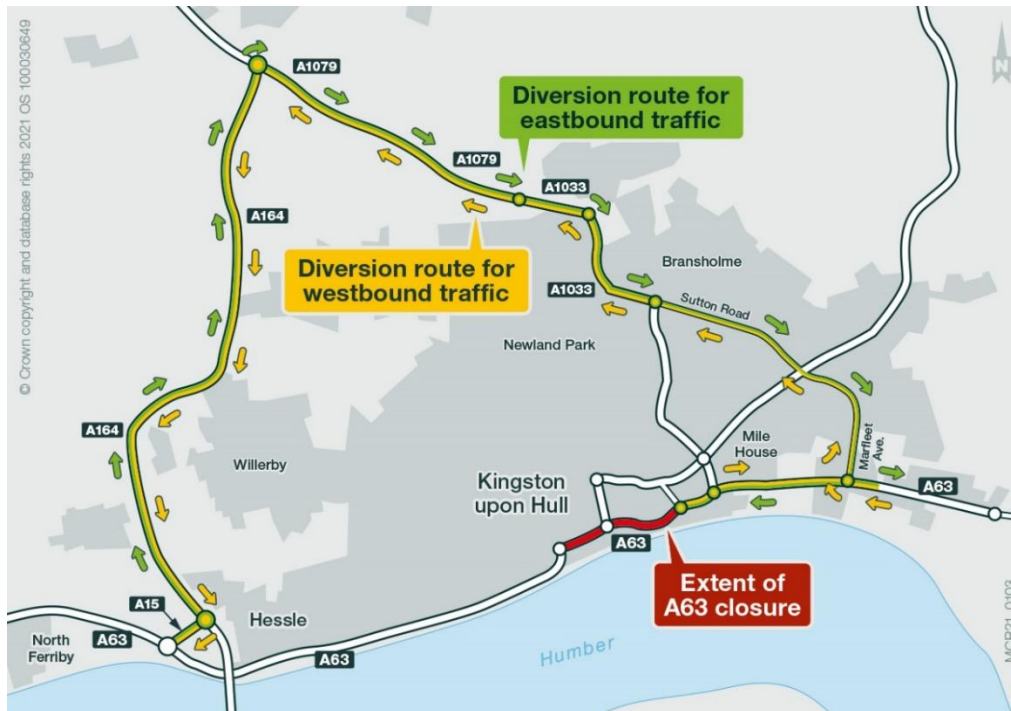 © Crown copyright and database rights 2021 OS 100030649
A1079
N
Diversion route for
eastbound traffic
A1079
A1033
A164
Diversion route for
westbound traffic
Bransholme
A1033
Sutton Road
Newland Park
A164
Willerby
Mile
House
Marfleet
Ave.
Kingston
upon Hull
A63
A63
Extent of
A63 closure
A15
Hessle
North
Ferriby
A63
A63
Humber
MCR21_0103